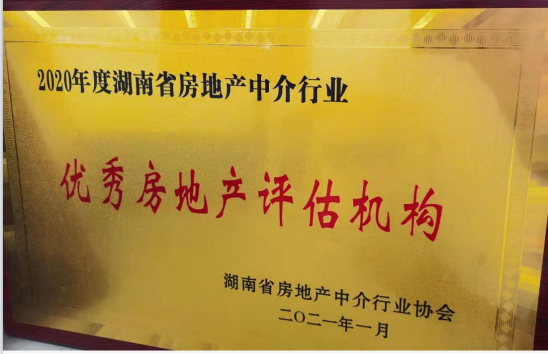 2020年度湖南省房地产中介行业
优秀房地产评估机构
湖南省房地产中介行业协会
二〇二一年一月